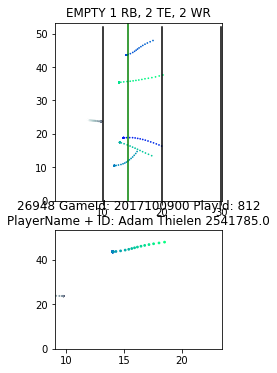 EMPTY 1 RB, 2 TE, 2 WR
50
40
30
20
10
0
10 20 30
26948 GameId: 2017100900 PlayId: 812
PlayerName + ID: Adam Thielen 2541785.0
40
20
0
10 15 20